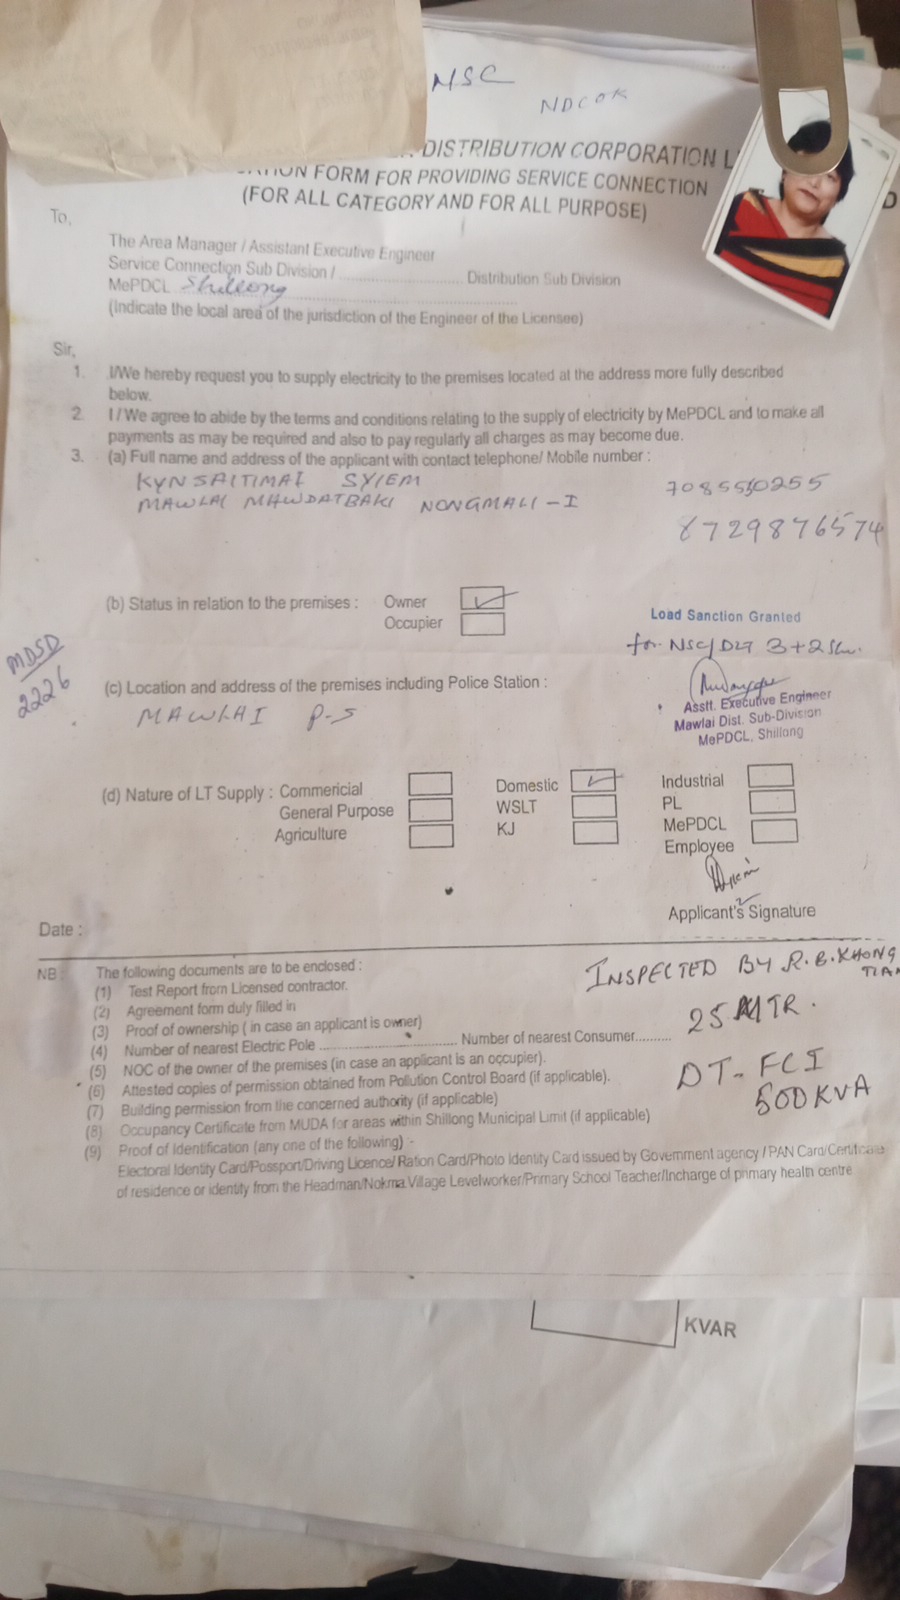 NSC
NDC OK
DISTRIBUTION CORPORATION L
FORM FOR PROVIDING SERVICE CONNECTION
(FOR ALL CATEGORY AND FOR ALL PURPOSE)
To,
The Area Manager / Assistant Executive Engineer
Service Connection Sub Division / ........................ Distribution Sub Division
MePDCL Shillong
(Indicate the local area of the jurisdiction of the Engineer of the Licensee)
Sir,
1. I/We hereby request you to supply electricity to the premises located at the address more fully described
below.
2. I / We agree to abide by the terms and conditions relating to the supply of electricity by MePDCL and to make all
payments as may be required and also to pay regularly all charges as may become due.
3. (a) Full name and address of the applicant with contact telephone/ Mobile number :
KYNSAITIMAI SYIEM
MAWLAI MAWDATBAKI NONGMALI - I
8729876574
(b) Status in relation to the premises : Owner
Occupier
Load Sanction Granted
for NSC/DLT 3+2
MDSD
2226
(c) Location and address of the premises including Police Station :
MAWLAI P-S
Asstt. Executive Engineer
Mawlai Dist. Sub-Division
MePDCL, Shillong
(d) Nature of LT Supply : Commericial Domestic Industrial
General Purpose WSLT PL
Agriculture KJ MePDCL
Employee
Applicant's Signature
Date :
NB : The following documents are to be enclosed :
(1) Test Report from Licensed contractor.
(2) Agreement form duly filled in
(3) Proof of ownership ( in case an applicant is owner)
(4) Number of nearest Electric Pole ........................ Number of nearest Consumer..........
(5) NOC of the owner of the premises (in case an applicant is an occupier).
(6) Attested copies of permission obtained from Pollution Control Board (if applicable).
(7) Building permission from the concerned authority (if applicable)
(8) Occupancy Certificate from MUDA for areas within Shillong Municipal Limit (if applicable)
(9) Proof of Identification (any one of the following) :-
Electoral Identity Card/Possport/Driving Licence/ Ration Card/Photo Identity Card issued by Government agency / PAN Card/Certificate
of residence or identity from the Headman/Nokma.Village Levelworker/Primary School Teacher/Incharge of primary health centre
INSPECTED BY R.B.KHONG
25 MTR.
DT- FCI
500KVA
KVAR